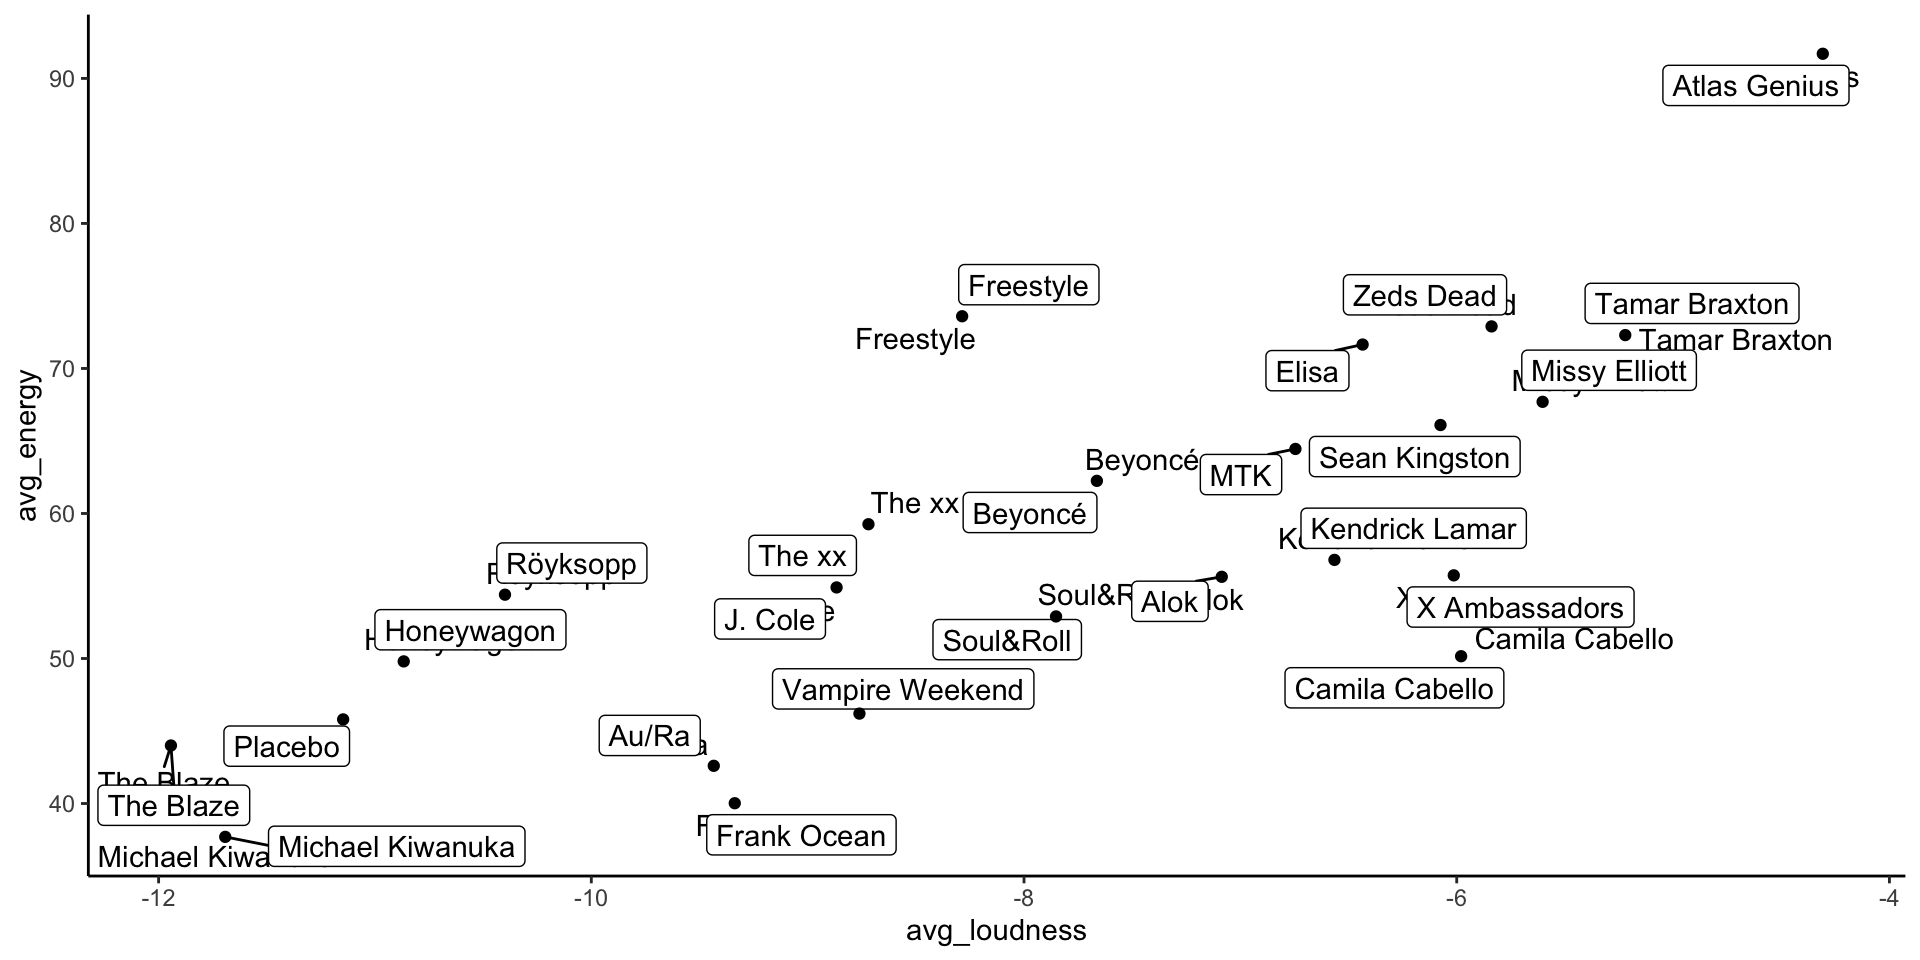 90
Atlas Genius
s
80
Freestyle
Freestyle
Zeds Dead
d
Tamar Braxton
Tamar Braxton
70
Elisa
Missy Elliott
Beyoncé
MTK
Sean Kingston
avg_energy
The xx
60
Beyoncé
Kendrick Lamar
The xx
Röyksopp
Soul&R
Alok
lok
J. Cole
e
X
X Ambassadors
Honeywagon
Soul&Roll
Camila Cabello
50
Vampire Weekend
Camila Cabello
Placebo
Au/Ra
a
The Blaze
The Blaze
40
Frank Ocean
Michael Kiwa
Michael Kiwanuka
-12
-10
-8
-6
-4
avg_loudness